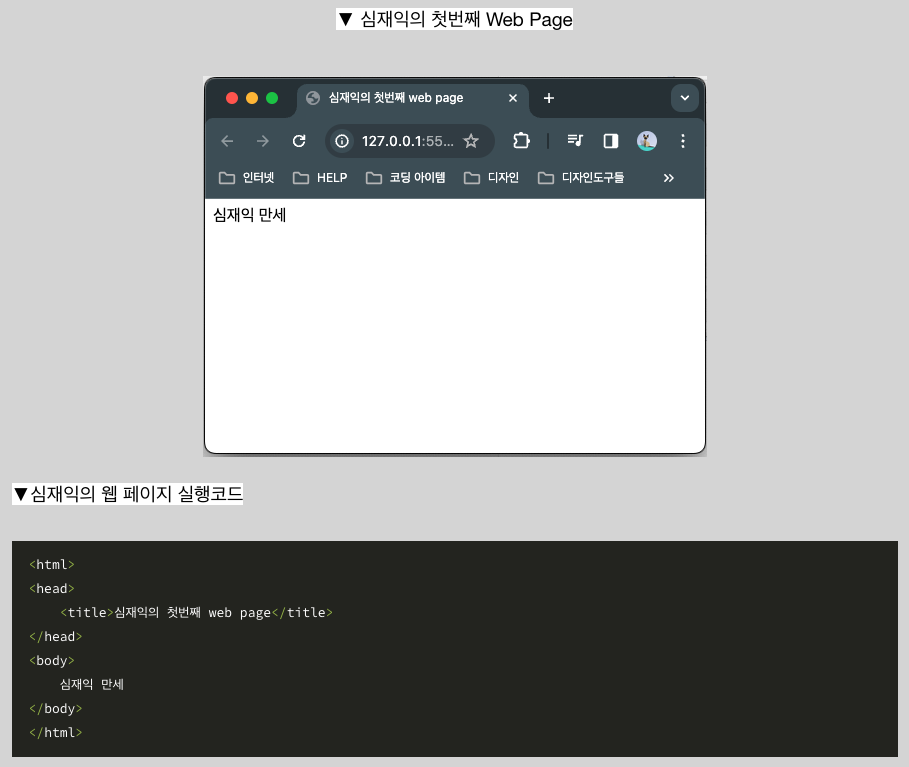 ▼ 심재익의 첫번째 Web Page
심재익의 첫번째 web page
127.0.0.1:55...
인터넷 HELP 코딩 아이템 디자인 디자인도구들
심재익 만세
▼심재익의 웹 페이지 실행코드
<html>
<head>
    <title>심재익의 첫번째 web page</title>
</head>
<body>
    심재익 만세
</body>
</html>